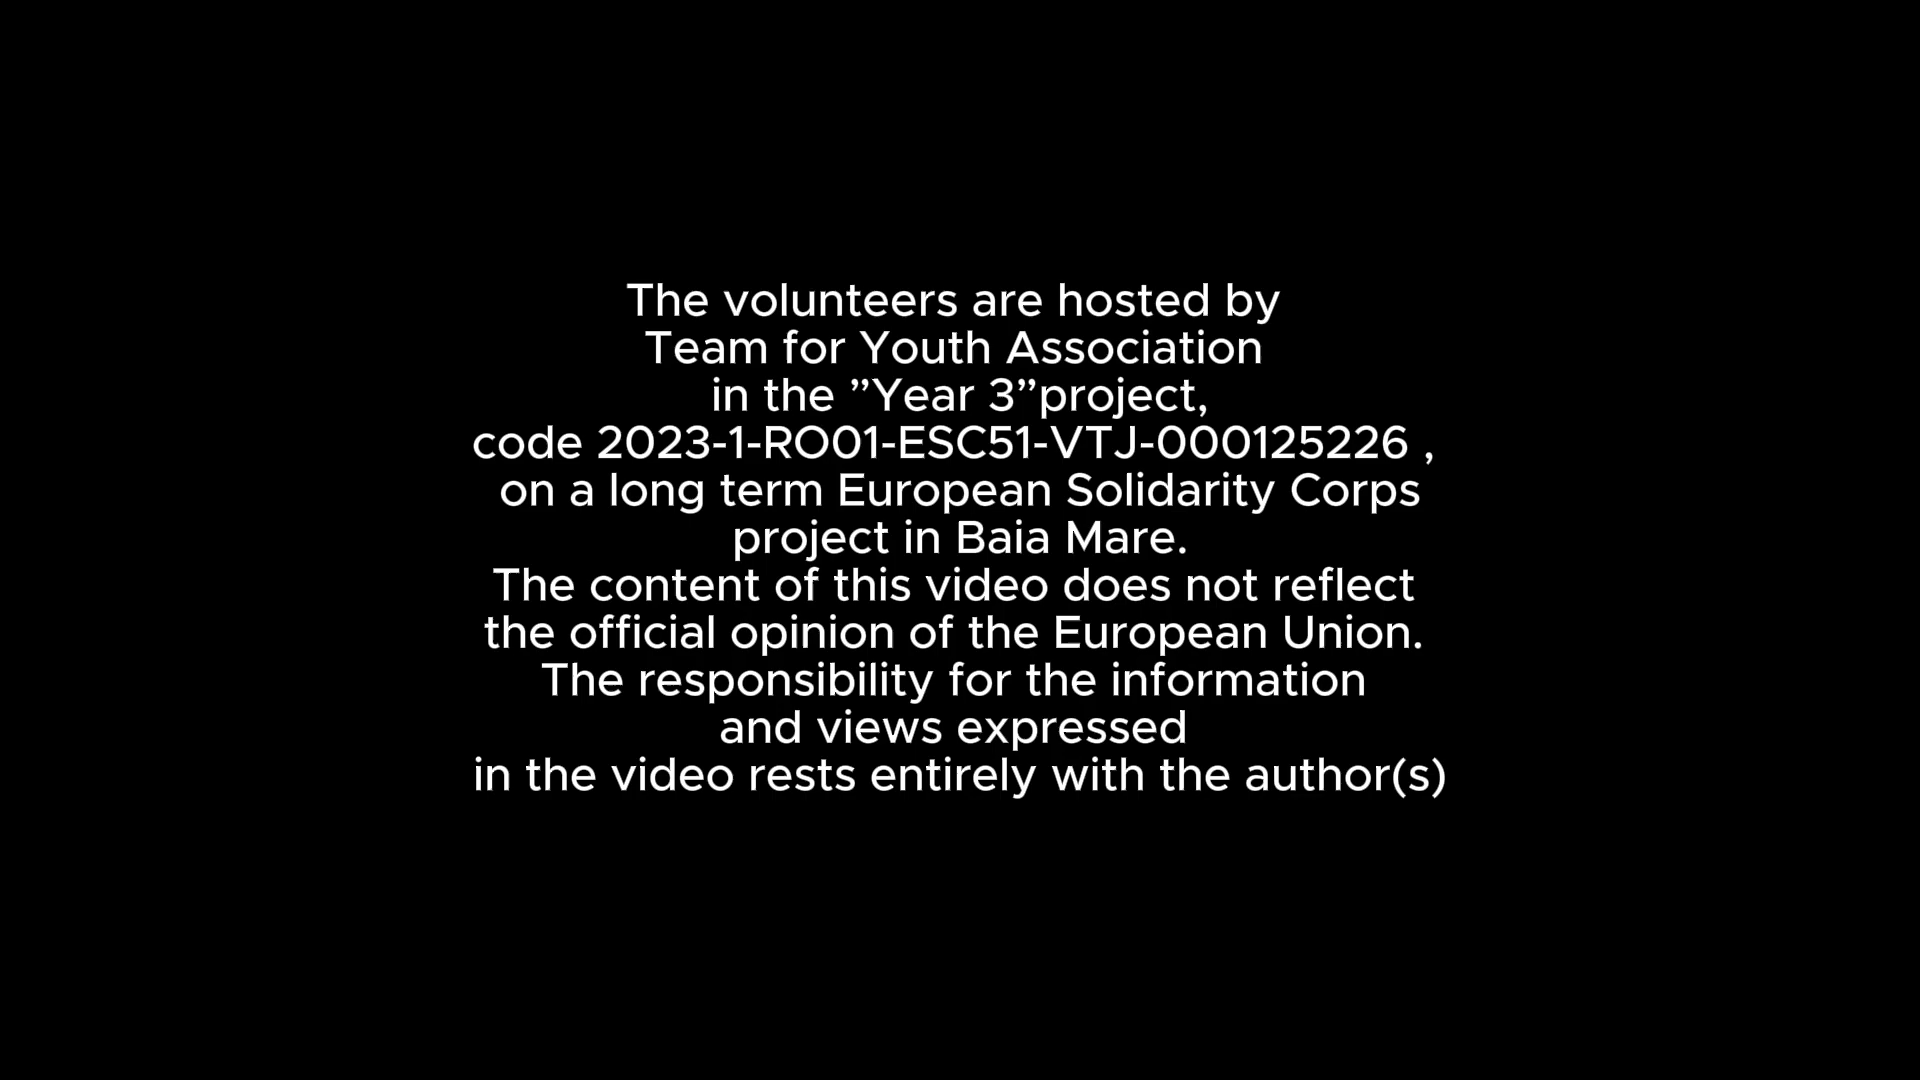 The volunteers are hosted by
Team for Youth Association
in the ”Year 3”project,
code 2023-1-RO01-ESC51-VTJ-000125226 ,
on a long term European Solidarity Corps
project in Baia Mare.
The content of this video does not reflect
the official opinion of the European Union.
The responsibility for the information
and views expressed
in the video rests entirely with the author(s)